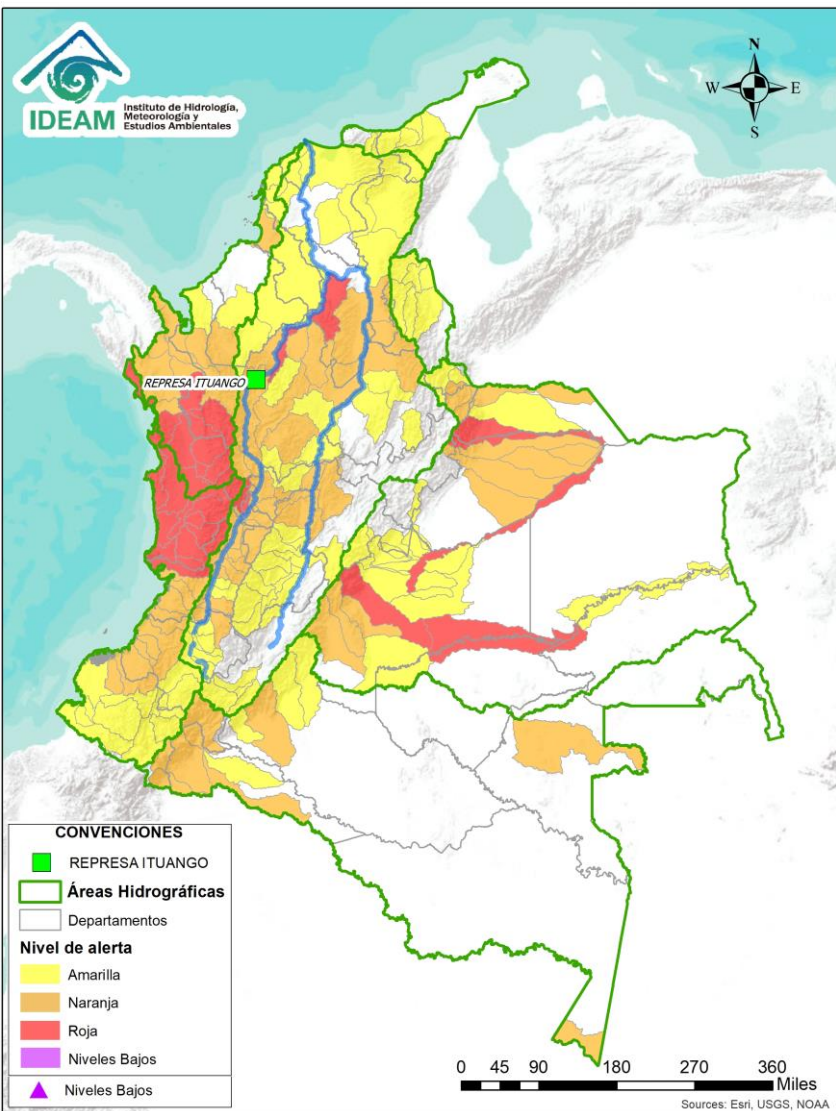 IDEAM
Instituto de Hidrología,
Meteorología y
Estudios Ambientales
N
W
E
S
REPRESA ITUANGO
CONVENCIONES
REPRESA ITUANGO
Áreas Hidrográficas
Departamentos
Nivel de alerta
Amarilla
Naranja
Roja
Niveles Bajos
Niveles Bajos
0 45 90 180 270 360
Miles
Sources: Esri, USGS, NOAA